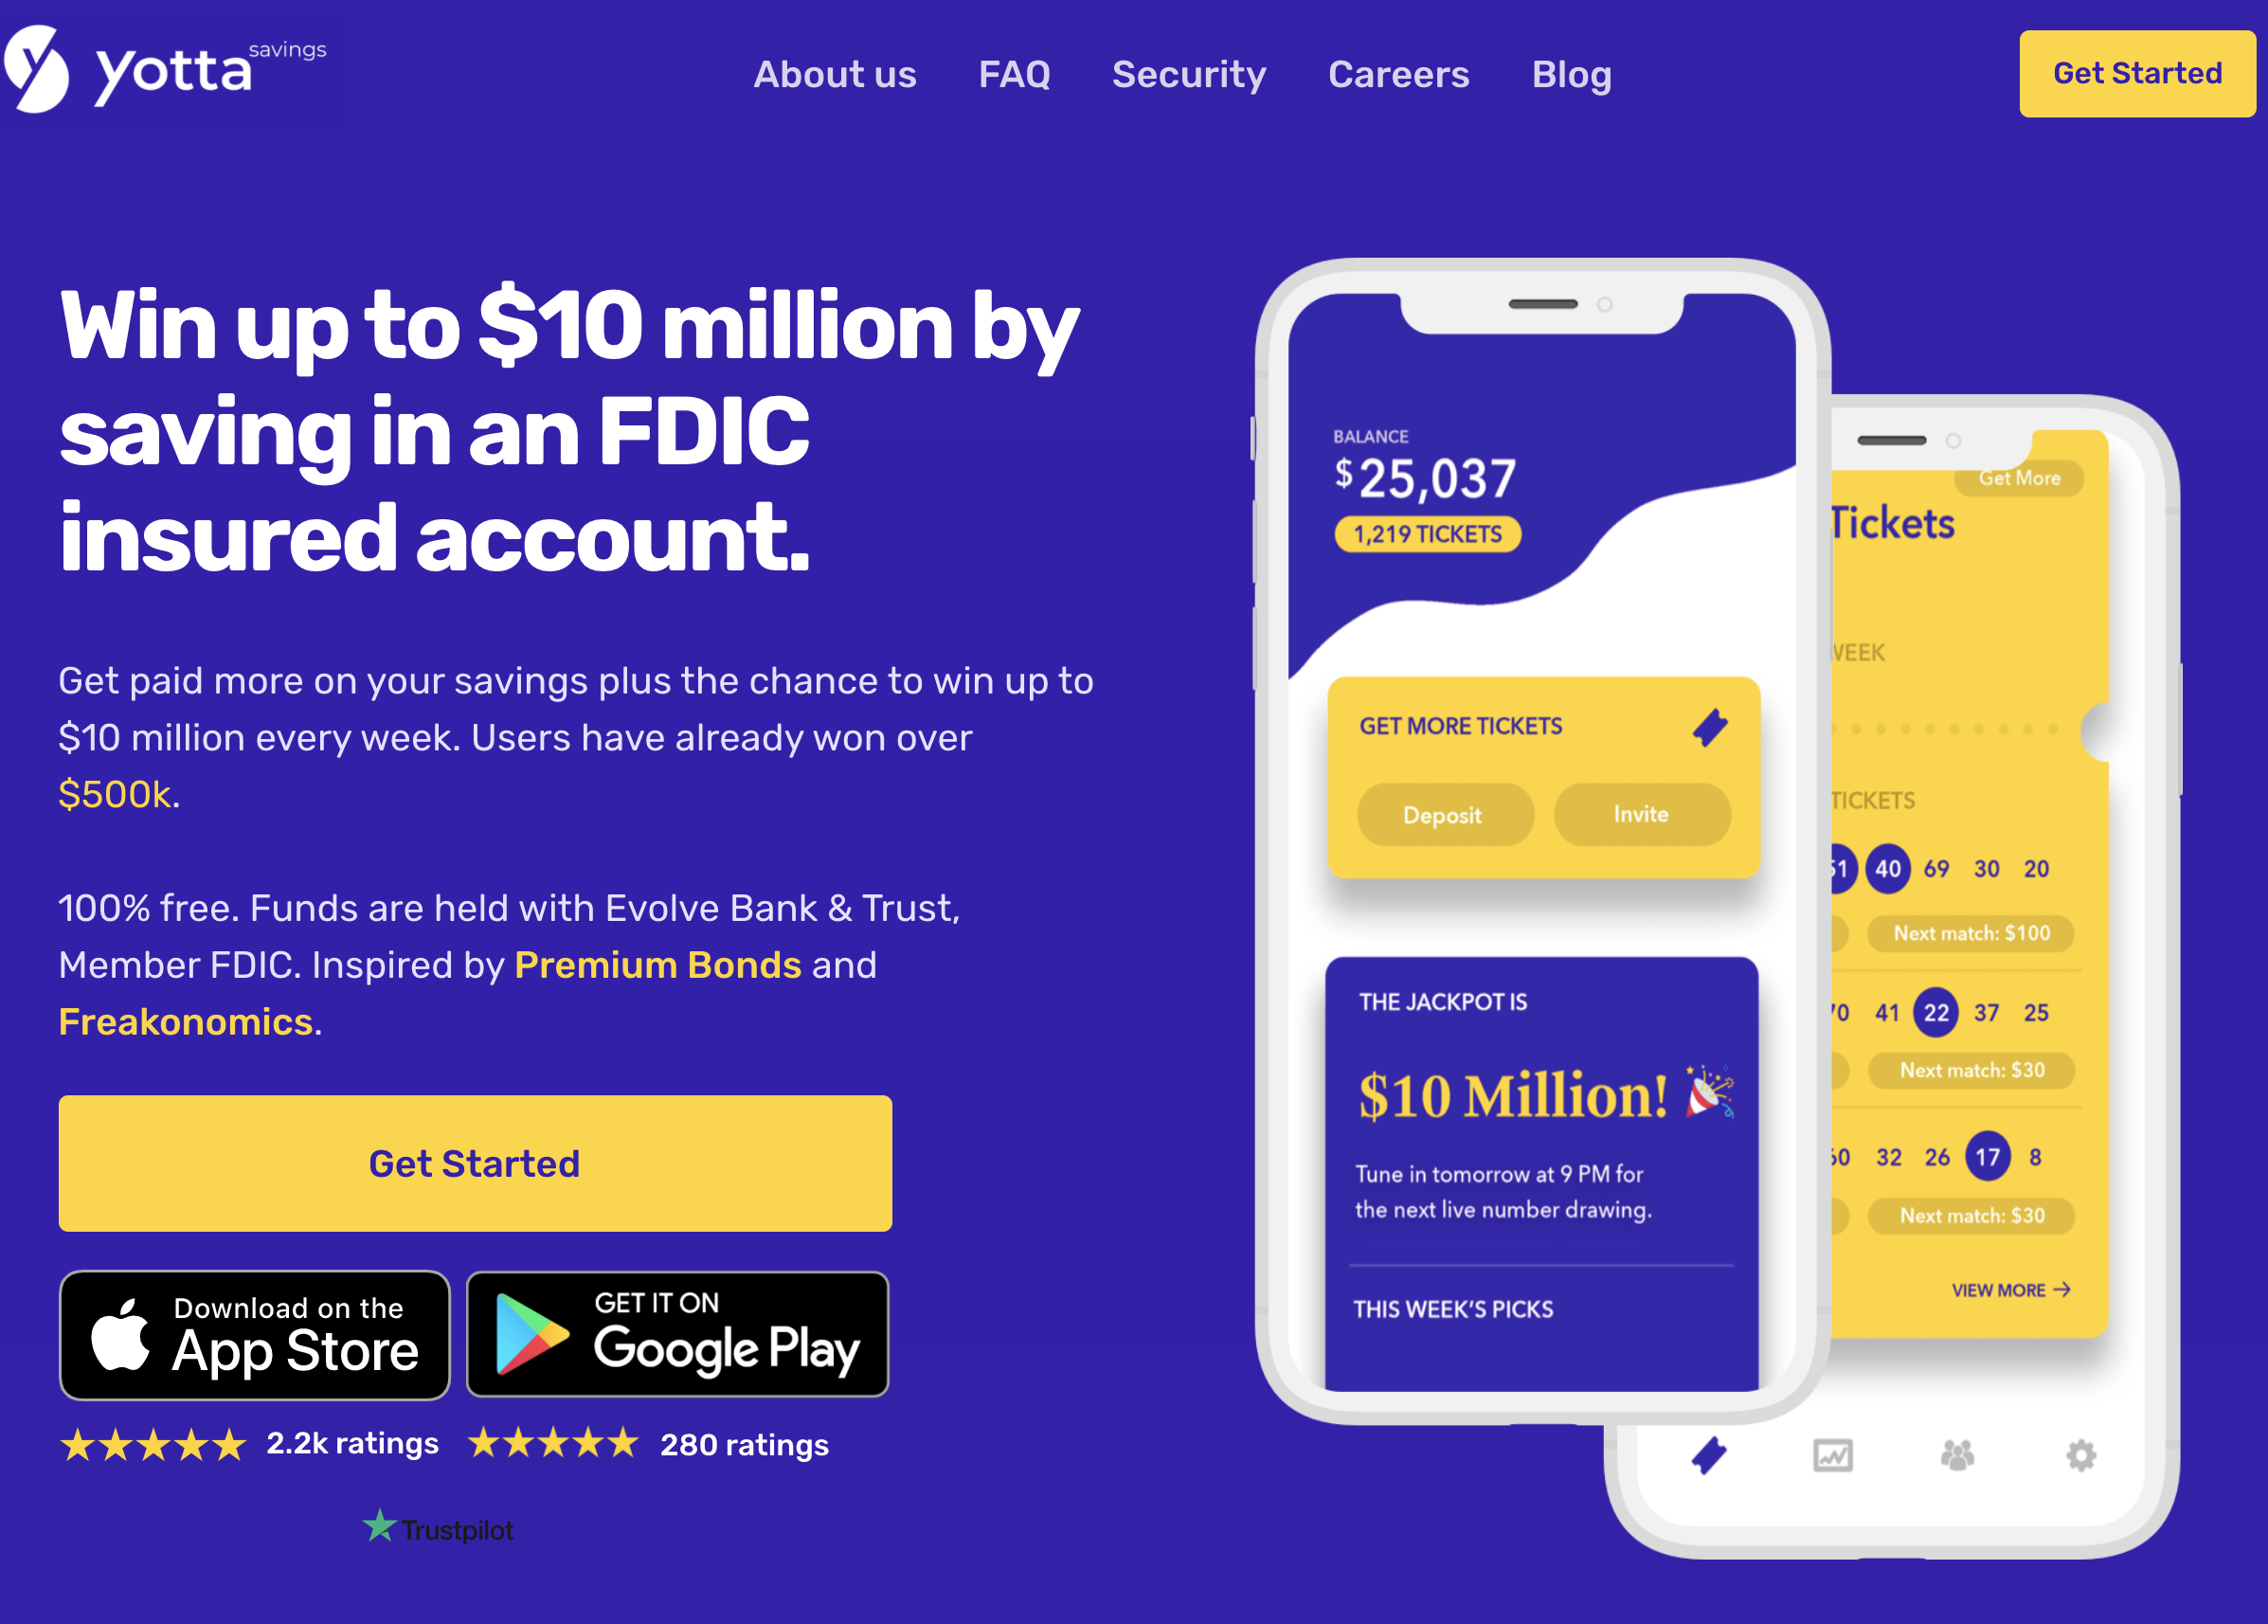 yotta savings
About us
FAQ
Security
Careers
Blog
Get Started
Win up to $10 million by
saving in an FDIC
insured account.
Get paid more on your savings plus the chance to win up to
$10 million every week. Users have already won over
$500k.
100% free. Funds are held with Evolve Bank & Trust,
Member FDIC. Inspired by Premium Bonds and
Freakonomics.
Get Started
Download on the
App Store
GET IT ON
Google Play
2.2k ratings
280 ratings
Trustpilot
BALANCE
$25,037
1,219 TICKETS
GET MORE TICKETS
Deposit
Invite
THE JACKPOT IS
$10 Million!
Tune in tomorrow at 9 PM for
the next live number drawing.
THIS WEEK'S PICKS
Get More
Tickets
WEEK
TICKETS
40 69 30 20
Next match: $100
41 22 37 25
Next match: $30
32 26 17 8
Next match: $30
VIEW MORE →